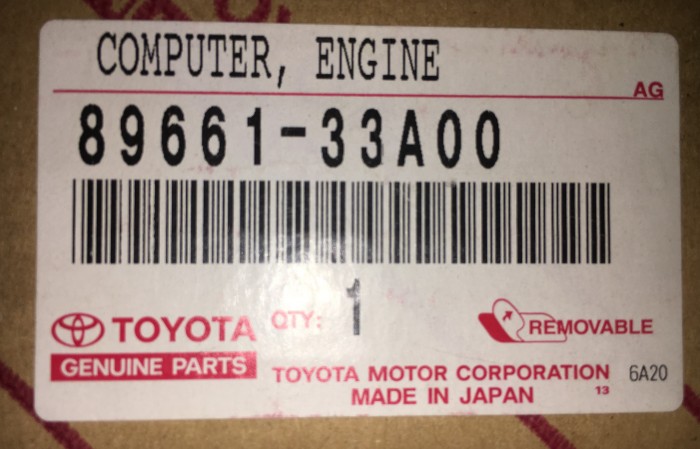 COMPUTER, ENGINE
AG
89661-33A00
QTY: 1
REMOVABLE
TOYOTA
GENUINE PARTS
TOYOTA MOTOR CORPORATION 6A20
MADE IN JAPAN 13